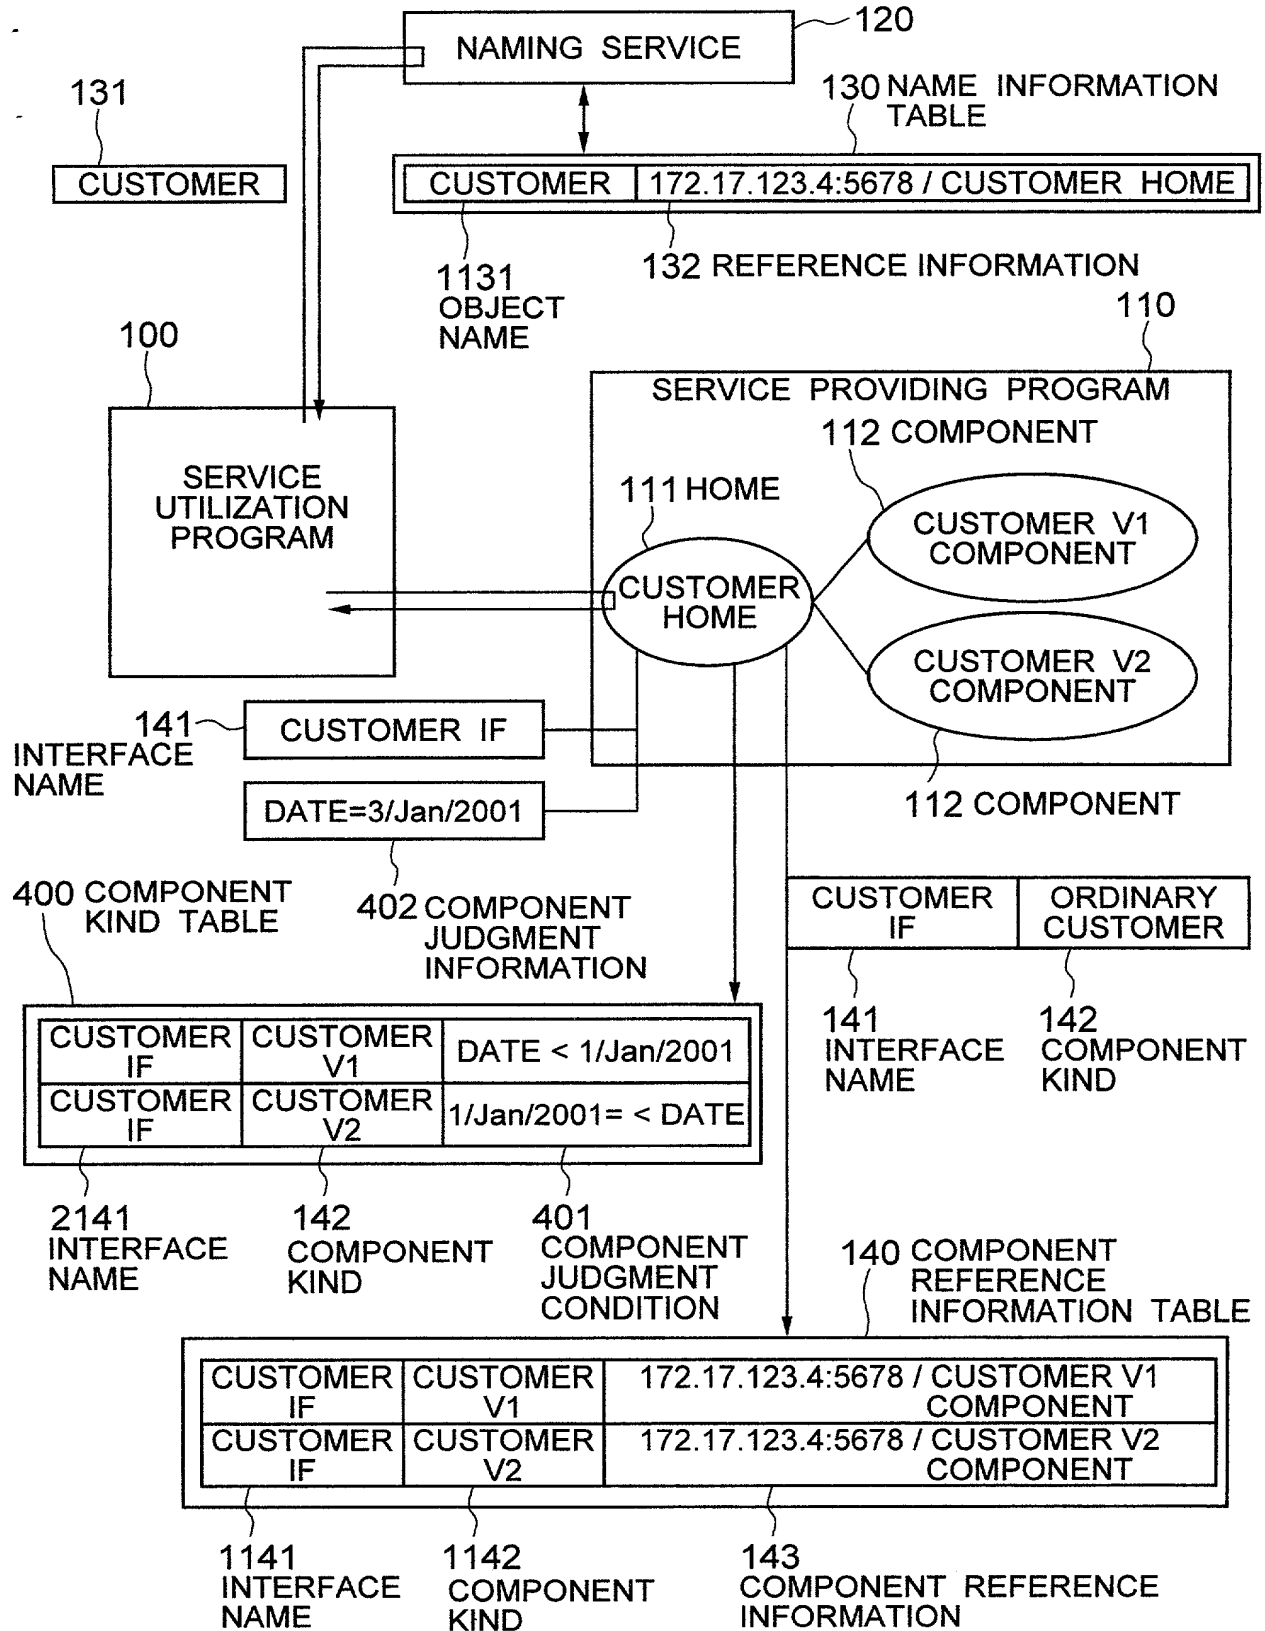 120
NAMING SERVICE
131
130 NAME INFORMATION
TABLE
CUSTOMER
CUSTOMER
172.17.123.4:5678 / CUSTOMER HOME
1131
OBJECT
NAME
132 REFERENCE INFORMATION
100
110
SERVICE
UTILIZATION
PROGRAM
SERVICE PROVIDING PROGRAM
112 COMPONENT
111 HOME
CUSTOMER V1
COMPONENT
CUSTOMER
HOME
CUSTOMER V2
COMPONENT
112 COMPONENT
141
INTERFACE
NAME
CUSTOMER IF
DATE=3/Jan/2001
400 COMPONENT
KIND TABLE
402 COMPONENT
JUDGMENT
INFORMATION
CUSTOMER
IF
ORDINARY
CUSTOMER
141
INTERFACE
NAME
142
COMPONENT
KIND
CUSTOMER
IF
CUSTOMER
V1
DATE < 1/Jan/2001
CUSTOMER
IF
CUSTOMER
V2
1/Jan/2001= < DATE
2141
INTERFACE
NAME
142
COMPONENT
KIND
401
COMPONENT
JUDGMENT
CONDITION
140 COMPONENT
REFERENCE
INFORMATION TABLE
CUSTOMER
IF
CUSTOMER
V1
172.17.123.4:5678 / CUSTOMER V1
COMPONENT
CUSTOMER
IF
CUSTOMER
V2
172.17.123.4:5678 / CUSTOMER V2
COMPONENT
1141
INTERFACE
NAME
1142
COMPONENT
KIND
143
COMPONENT REFERENCE
INFORMATION